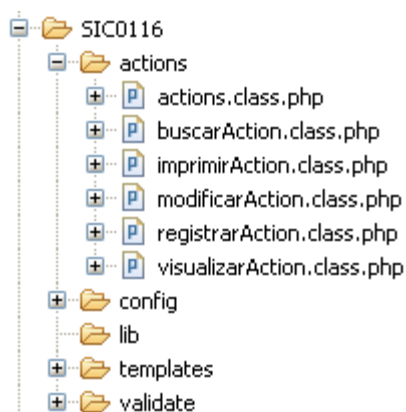 SIC0116
actions
actions.class.php
buscarAction.class.php
imprimirAction.class.php
modificarAction.class.php
registrarAction.class.php
visualizarAction.class.php
config
lib
templates
validate